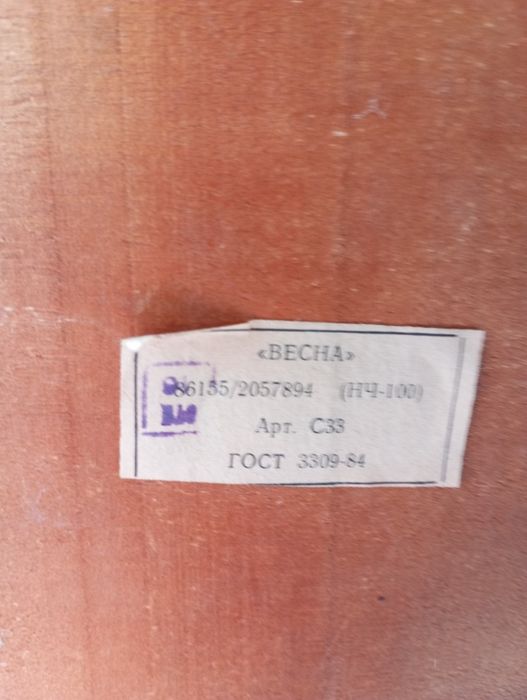 «ВЕСНА»
86155/2057894 (НЧ-100)
Арт. С33
ГОСТ 3309-84